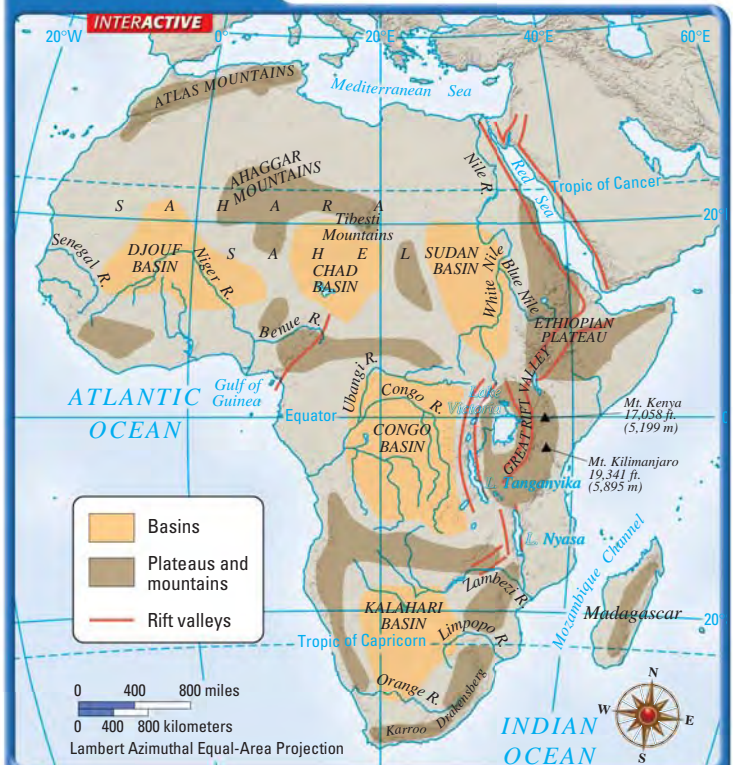 INTERACTIVE
20°W
0°
20°E
40°E
60°E
ATLAS MOUNTAINS
Mediterranean Sea
AHAGGAR
MOUNTAINS
Nile R.
Red Sea
Tropic of Cancer
S A H A R A
20°
Tibesti
Mountains
Senegal R.
DJOUF
BASIN
Niger R.
S A H E L
CHAD
BASIN
SUDAN
BASIN
White Nile
Blue Nile
Benue R.
ETHIOPIAN
PLATEAU
ATLANTIC
OCEAN
Gulf of
Guinea
Ubangi R.
Equator
Congo R.
CONGO
BASIN
Lake
Victoria
GREAT RIFT VALLEY
Mt. Kenya
17,058 ft.
(5,199 m)
Mt. Kilimanjaro
19,341 ft.
(5,895 m)
L. Tanganyika
L. Nyasa
Basins
Plateaus and
mountains
Rift valleys
Zambezi R.
Mozambique Channel
Madagascar
KALAHARI
BASIN
20°
Tropic of Capricorn
Limpopo R.
Orange R.
Drakensberg
Karroo
0 400 800 miles
0 400 800 kilometers
Lambert Azimuthal Equal-Area Projection
INDIAN
OCEAN
N
W
E
S